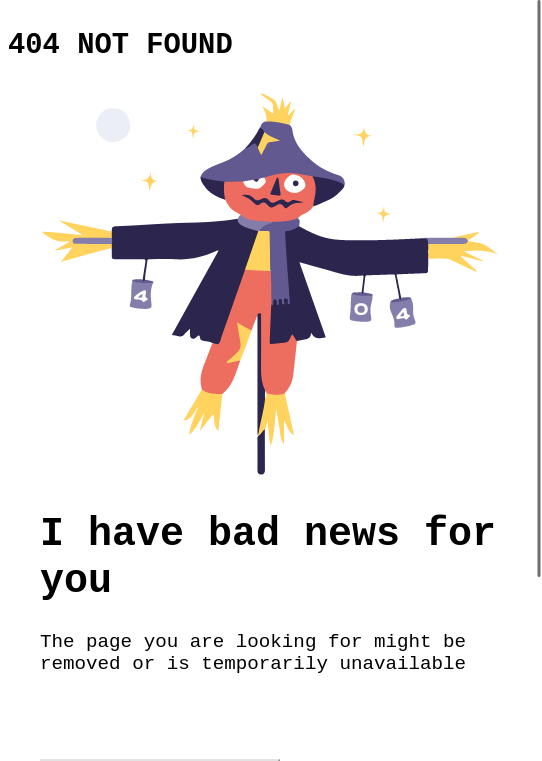 404 NOT FOUND
4
0
4
I have bad news for
you
The page you are looking for might be
removed or is temporarily unavailable